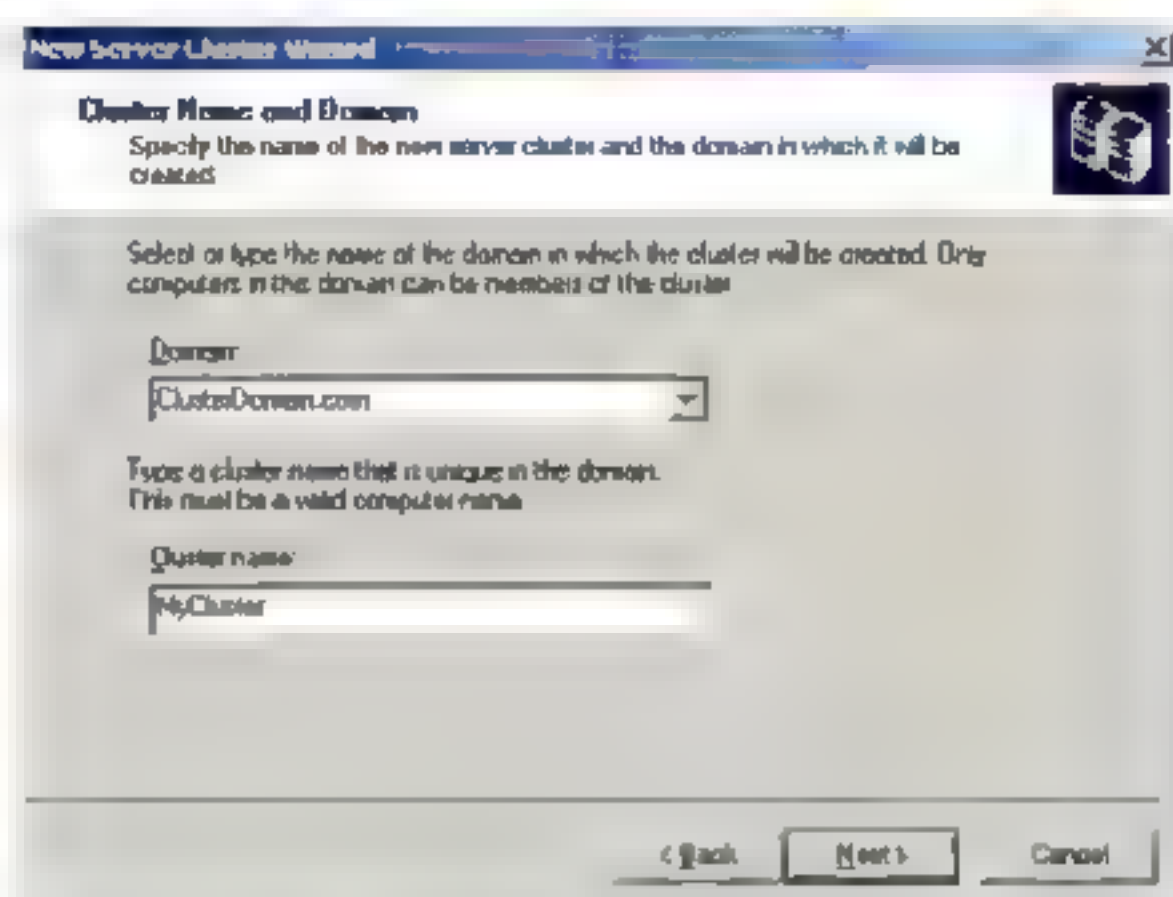 New Server Cluster Wizard
Cluster Name and Domain
Specify the name of the new server cluster and the domain in which it will be
created.
Select or type the name of the domain in which the cluster will be created. Only
computers in this domain can be members of the cluster.
Domain:
ClusterDomain.com
Type a cluster name that is unique in the domain.
This must be a valid computer name.
Cluster name:
MyCluster
< Back
Next >
Cancel